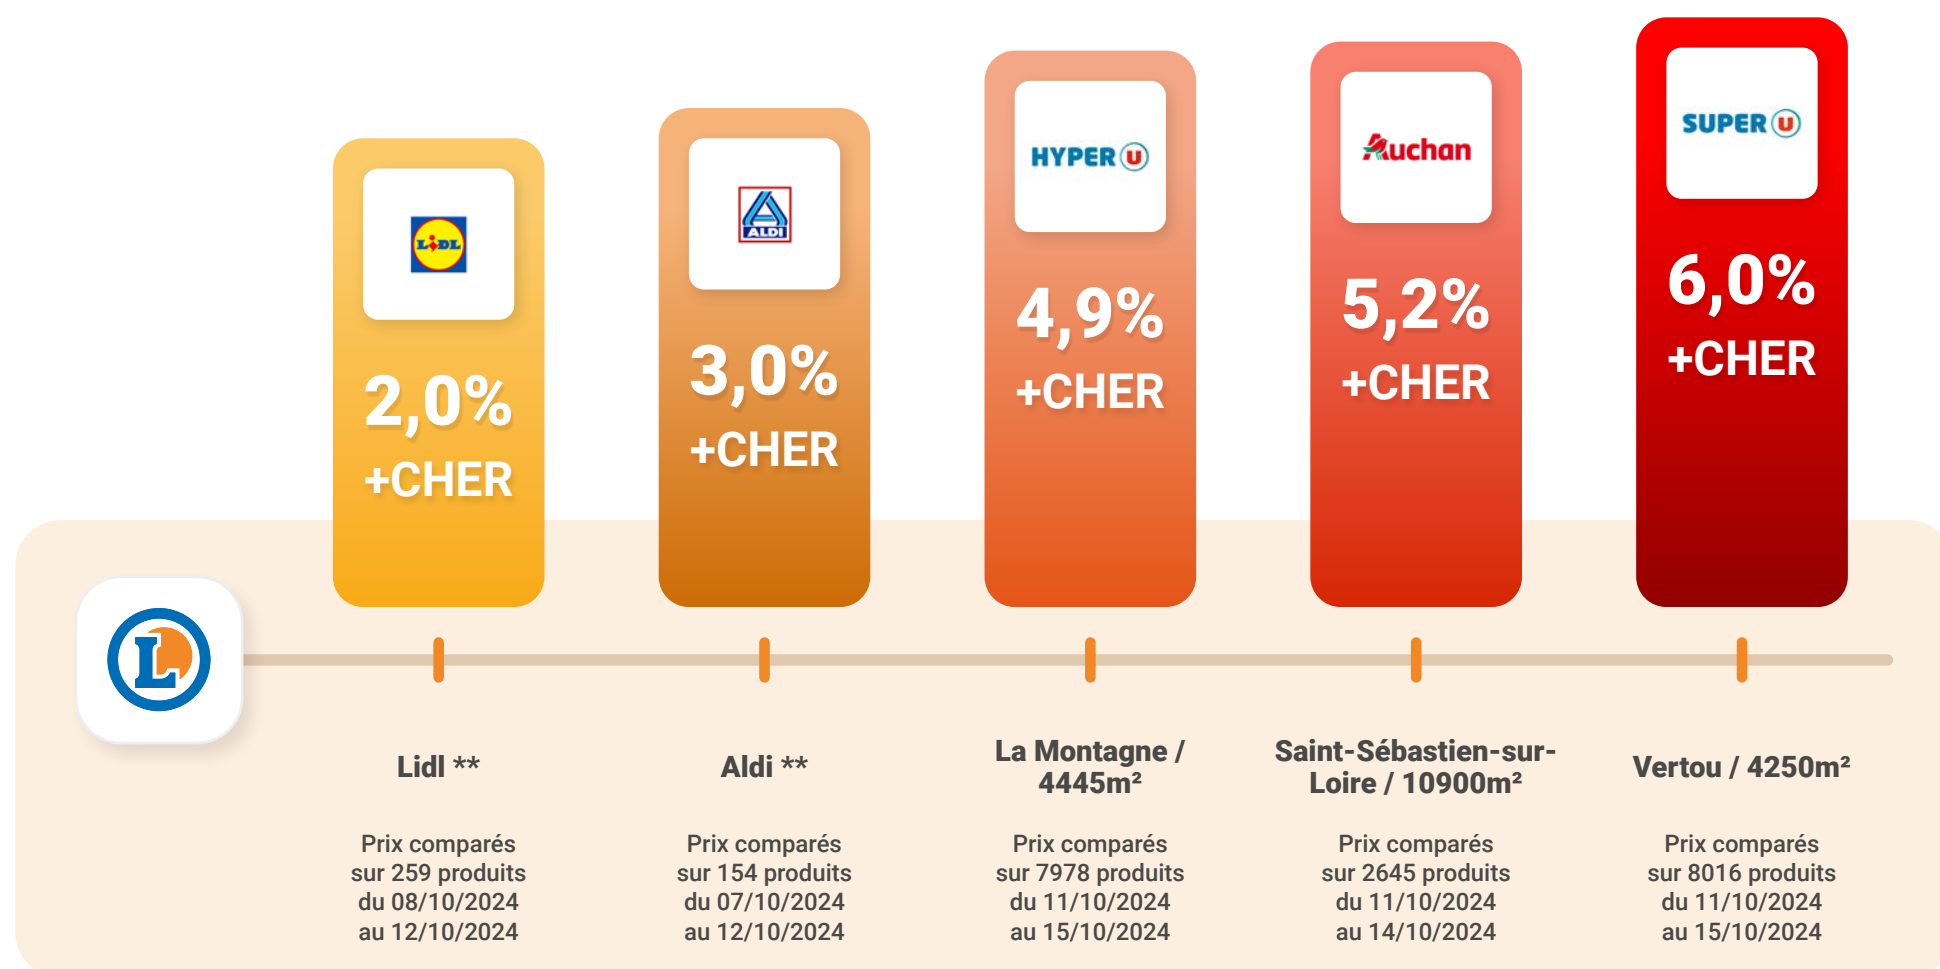 LIDL
2,0%
+CHER
ALDI
3,0%
+CHER
HYPER U
4,9%
+CHER
Auchan
5,2%
+CHER
SUPER U
6,0%
+CHER
L
Lidl **
Prix comparés
sur 259 produits
du 08/10/2024
au 12/10/2024
Aldi **
Prix comparés
sur 154 produits
du 07/10/2024
au 12/10/2024
La Montagne /
4445m²
Prix comparés
sur 7978 produits
du 11/10/2024
au 15/10/2024
Saint-Sébastien-sur-
Loire / 10900m²
Prix comparés
sur 2645 produits
du 11/10/2024
au 14/10/2024
Vertou / 4250m²
Prix comparés
sur 8016 produits
du 11/10/2024
au 15/10/2024